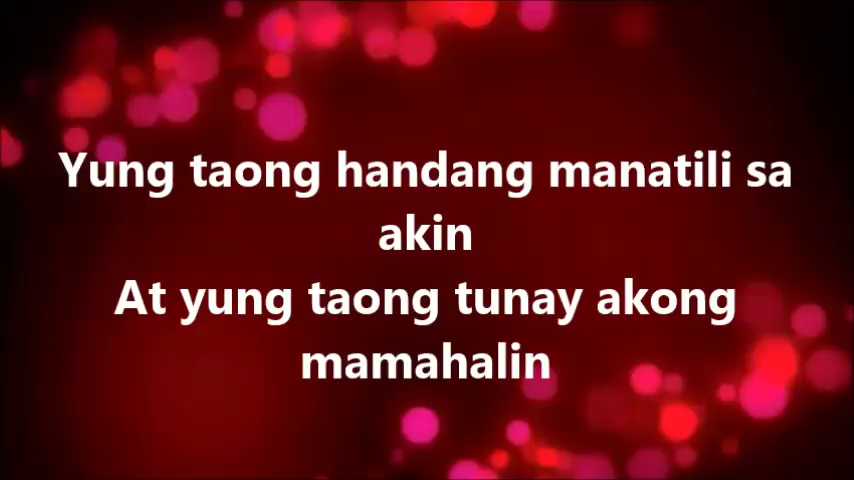 Yung taong handang manatili sa
akin
At yung taong tunay akong
mamahalin